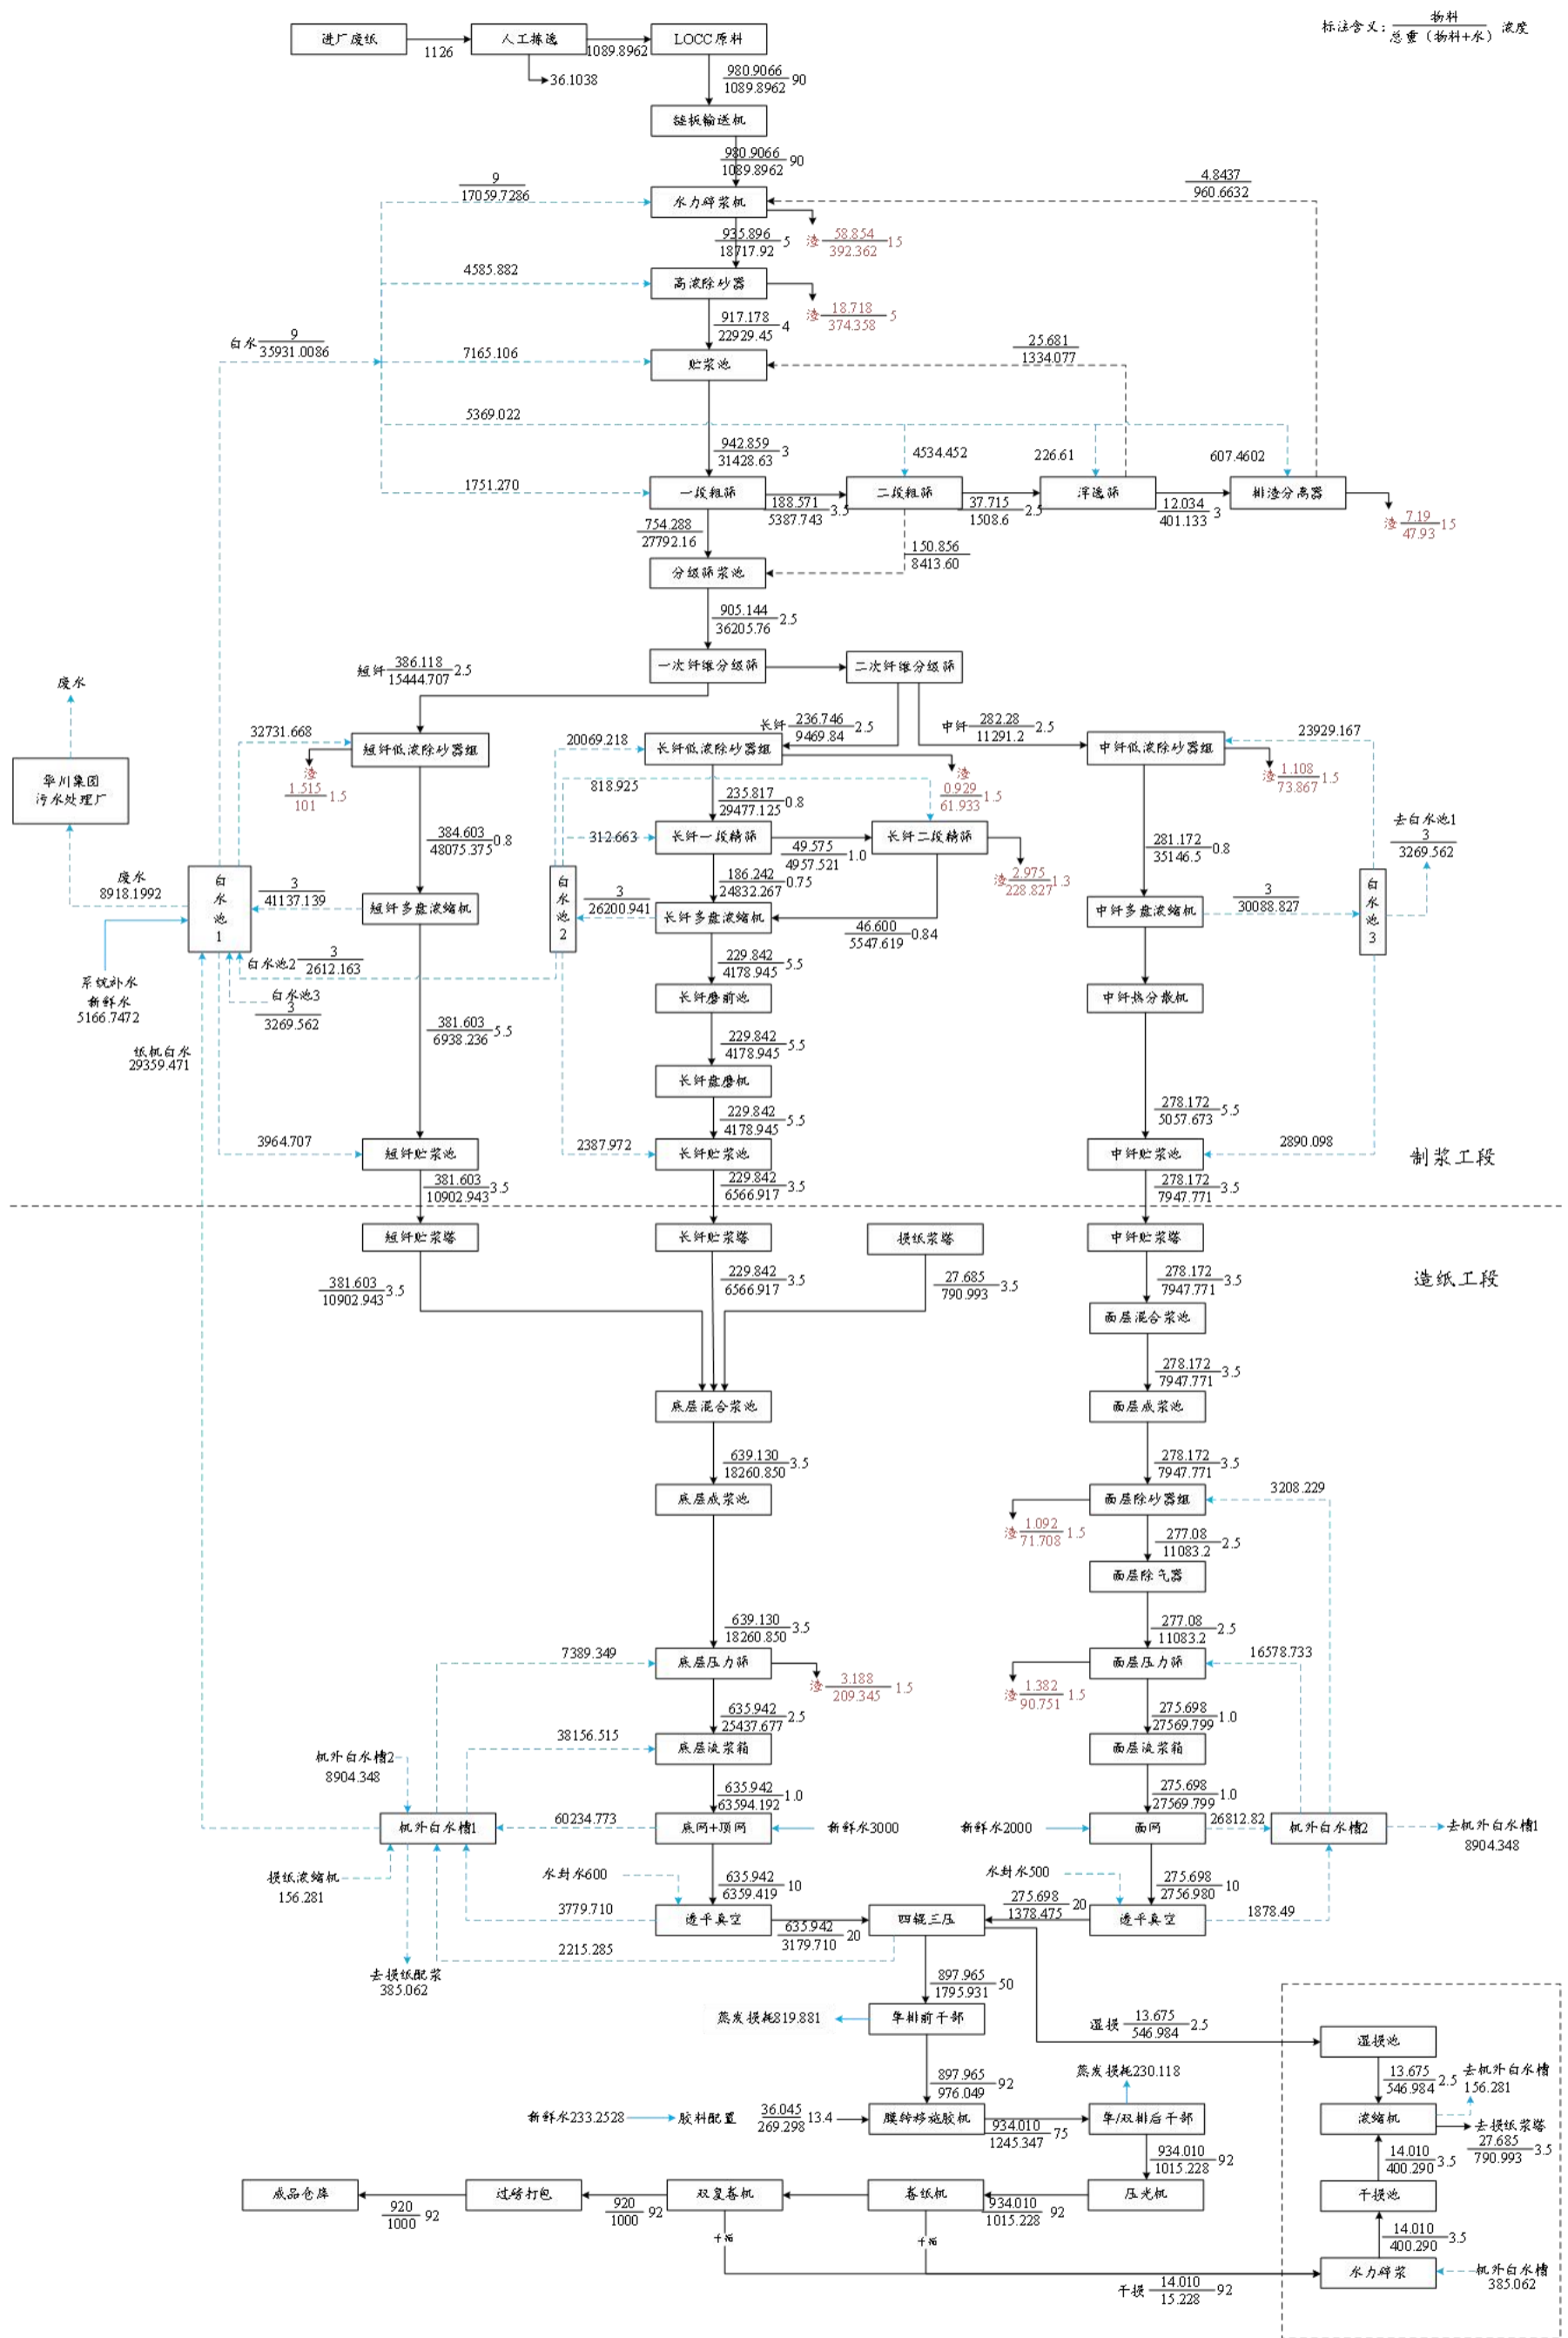 标注含义: 物料 浓度
总重（物料+水）
进厂废纸
1126
人工拣选
1089.8962
LOCC原料
36.1038
980.9066
1089.8962 90
链板输送机
980.9066
1089.8962 90
9
17059.7286
水力碎浆机
4.8437
960.6632
935.896
18717.92 5
渣 58.854
392.362 15
4585.882
高浓除砂器
917.178
22929.45 4
渣 18.718
374.358 5
白水 9
35931.0086
7165.106
贮浆池
25.681
1334.077
5369.022
942.859
31428.63 3
4534.452
226.61
607.4602
1751.270
一段粗筛
188.571
5387.743 3.5
二段粗筛
37.715
1508.6 2.5
浮选筛
12.034
401.133 3
排渣分离器
渣 7.19
47.93 15
754.288
27792.16
150.856
8413.60
分级筛浆池
905.144
36205.76 2.5
一次纤维分级筛
二次纤维分级筛
短纤 386.118
15444.707 2.5
废水
长纤 236.746
9469.84 2.5
中纤 282.28
11291.2 2.5
32731.668
短纤低浓除砂器组
20069.218
长纤低浓除砂器组
中纤低浓除砂器组
23929.167
华川集团
污水处理厂
渣
1.515
101 1.5
818.925
235.817
29477.125 0.8
渣
0.929
61.933 1.5
渣 1.108
73.867 1.5
384.603
48075.375 0.8
312.663
长纤一段精筛
49.575
4957.521 1.0
长纤二段精筛
281.172
35146.5 0.8
去白水池1
3
3269.562
废水
8918.1992
白水池1
3
41137.139
短纤多盘浓缩机
白水池2
3
26200.941
186.242
24832.267 0.75
长纤多盘浓缩机
渣 2.975
228.827 1.3
46.600
5547.619 0.84
中纤多盘浓缩机
3
30088.827
白水池3
白水池2 3
2612.163
229.842
4178.945 5.5
系统补水
新鲜水
5166.7472
白水池3
3
3269.562
长纤磨前池
中纤热分散机
381.603
6938.236 5.5
229.842
4178.945 5.5
纸机白水
29359.471
长纤盘磨机
229.842
4178.945 5.5
278.172
5057.673 5.5
3964.707
短纤贮浆池
2387.972
长纤贮浆池
中纤贮浆池
2890.098
制浆工段
381.603
10902.943 3.5
229.842
6566.917 3.5
278.172
7947.771 3.5
短纤贮浆塔
长纤贮浆塔
损纸浆塔
中纤贮浆塔
造纸工段
381.603
10902.943 3.5
229.842
6566.917 3.5
27.685
790.993 3.5
278.172
7947.771 3.5
面层混合浆池
278.172
7947.771 3.5
底层混合浆池
面层成浆池
639.130
18260.850 3.5
278.172
7947.771 3.5
底层成浆池
面层除砂器组
3208.229
渣 1.092
71.708 1.5
277.08
11083.2 2.5
面层除气器
639.130
18260.850 3.5
277.08
11083.2 2.5
7389.349
底层压力筛
面层压力筛
16578.733
渣 3.188
209.345 1.5
渣 1.382
90.751 1.5
635.942
25437.677 2.5
275.698
27569.799 1.0
38156.515
底层流浆箱
面层流浆箱
机外白水槽2
8904.348
635.942
63594.192 1.0
275.698
27569.799 1.0
机外白水槽1
60234.773
底网+顶网
新鲜水3000
新鲜水2000
面网
26812.82
机外白水槽2
去机外白水槽1
8904.348
损纸浓缩机
156.281
水封水600
635.942
6359.419 10
水封水500
275.698
2756.980 10
3779.710
透平真空
635.942
3179.710 20
四辊三压
275.698
1378.475 20
透平真空
1878.49
2215.285
去损纸配浆
385.062
897.965
1795.931 50
蒸发损耗819.881
单排前干部
湿损 13.675
546.984 2.5
湿损池
897.965
976.049 92
蒸发损耗230.118
13.675
546.984 2.5
去机外白水槽
156.281
新鲜水233.2528
胶料配置
36.045
269.298 13.4
膜转移施胶机
934.010
1245.347 75
单/双排后干部
浓缩机
去损纸浆塔
27.685
790.993 3.5
934.010
1015.228 92
14.010
400.290 3.5
成品仓库
920
1000 92
过磅打包
920
1000 92
双复卷机
卷纸机
934.010
1015.228 92
压光机
干损池
干损
干损
14.010
400.290 3.5
干损 14.010
15.228 92
水力碎浆
机外白水槽
385.062